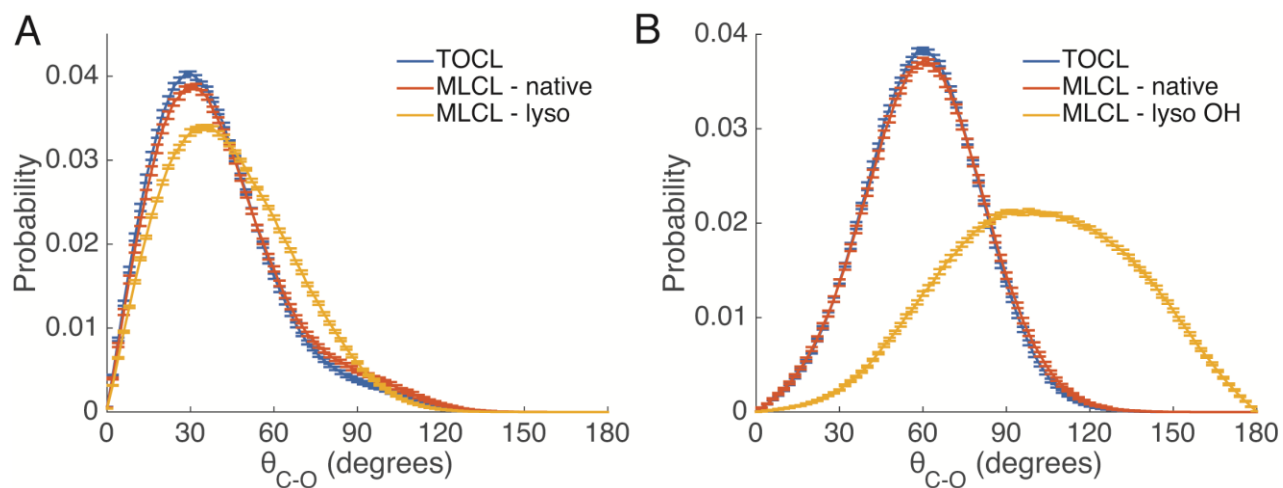 A
TOCL
MLCL - native
MLCL - lyso
Probability
0.04
0.03
0.02
0.01
0
0 30 60 90 120 150 180
θC-O (degrees)
B
TOCL
MLCL - native
MLCL - lyso OH
Probability
0.04
0.03
0.02
0.01
0
0 30 60 90 120 150 180
θC-O (degrees)